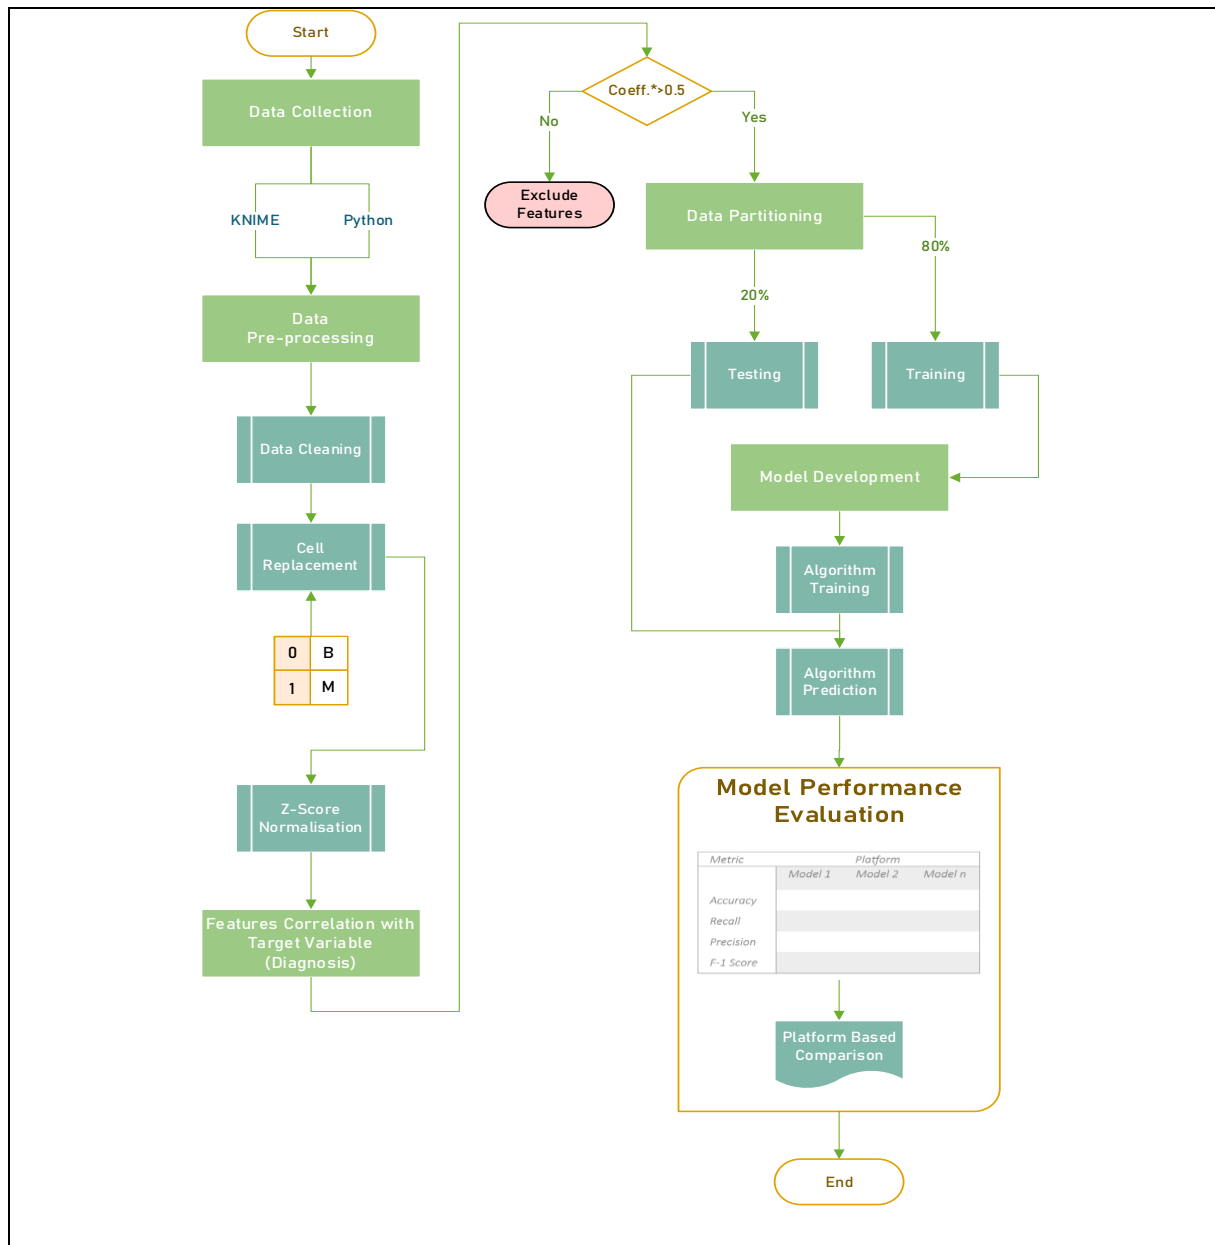 Start
Data Collection
KNIME
Python
Data
Pre-processing
Data Cleaning
Cell
Replacement
0 B
1 M
Z-Score
Normalisation
Features Correlation with
Target Variable
(Diagnosis)
Coeff.*>0.5
No
Yes
Exclude
Features
Data Partitioning
80%
20%
Testing
Training
Model Development
Algorithm
Training
Algorithm
Prediction
Model Performance
Evaluation
Metric Platform
Model 1 Model 2 Model n
Accuracy
Recall
Precision
F-1 Score
Platform Based
Comparison
End